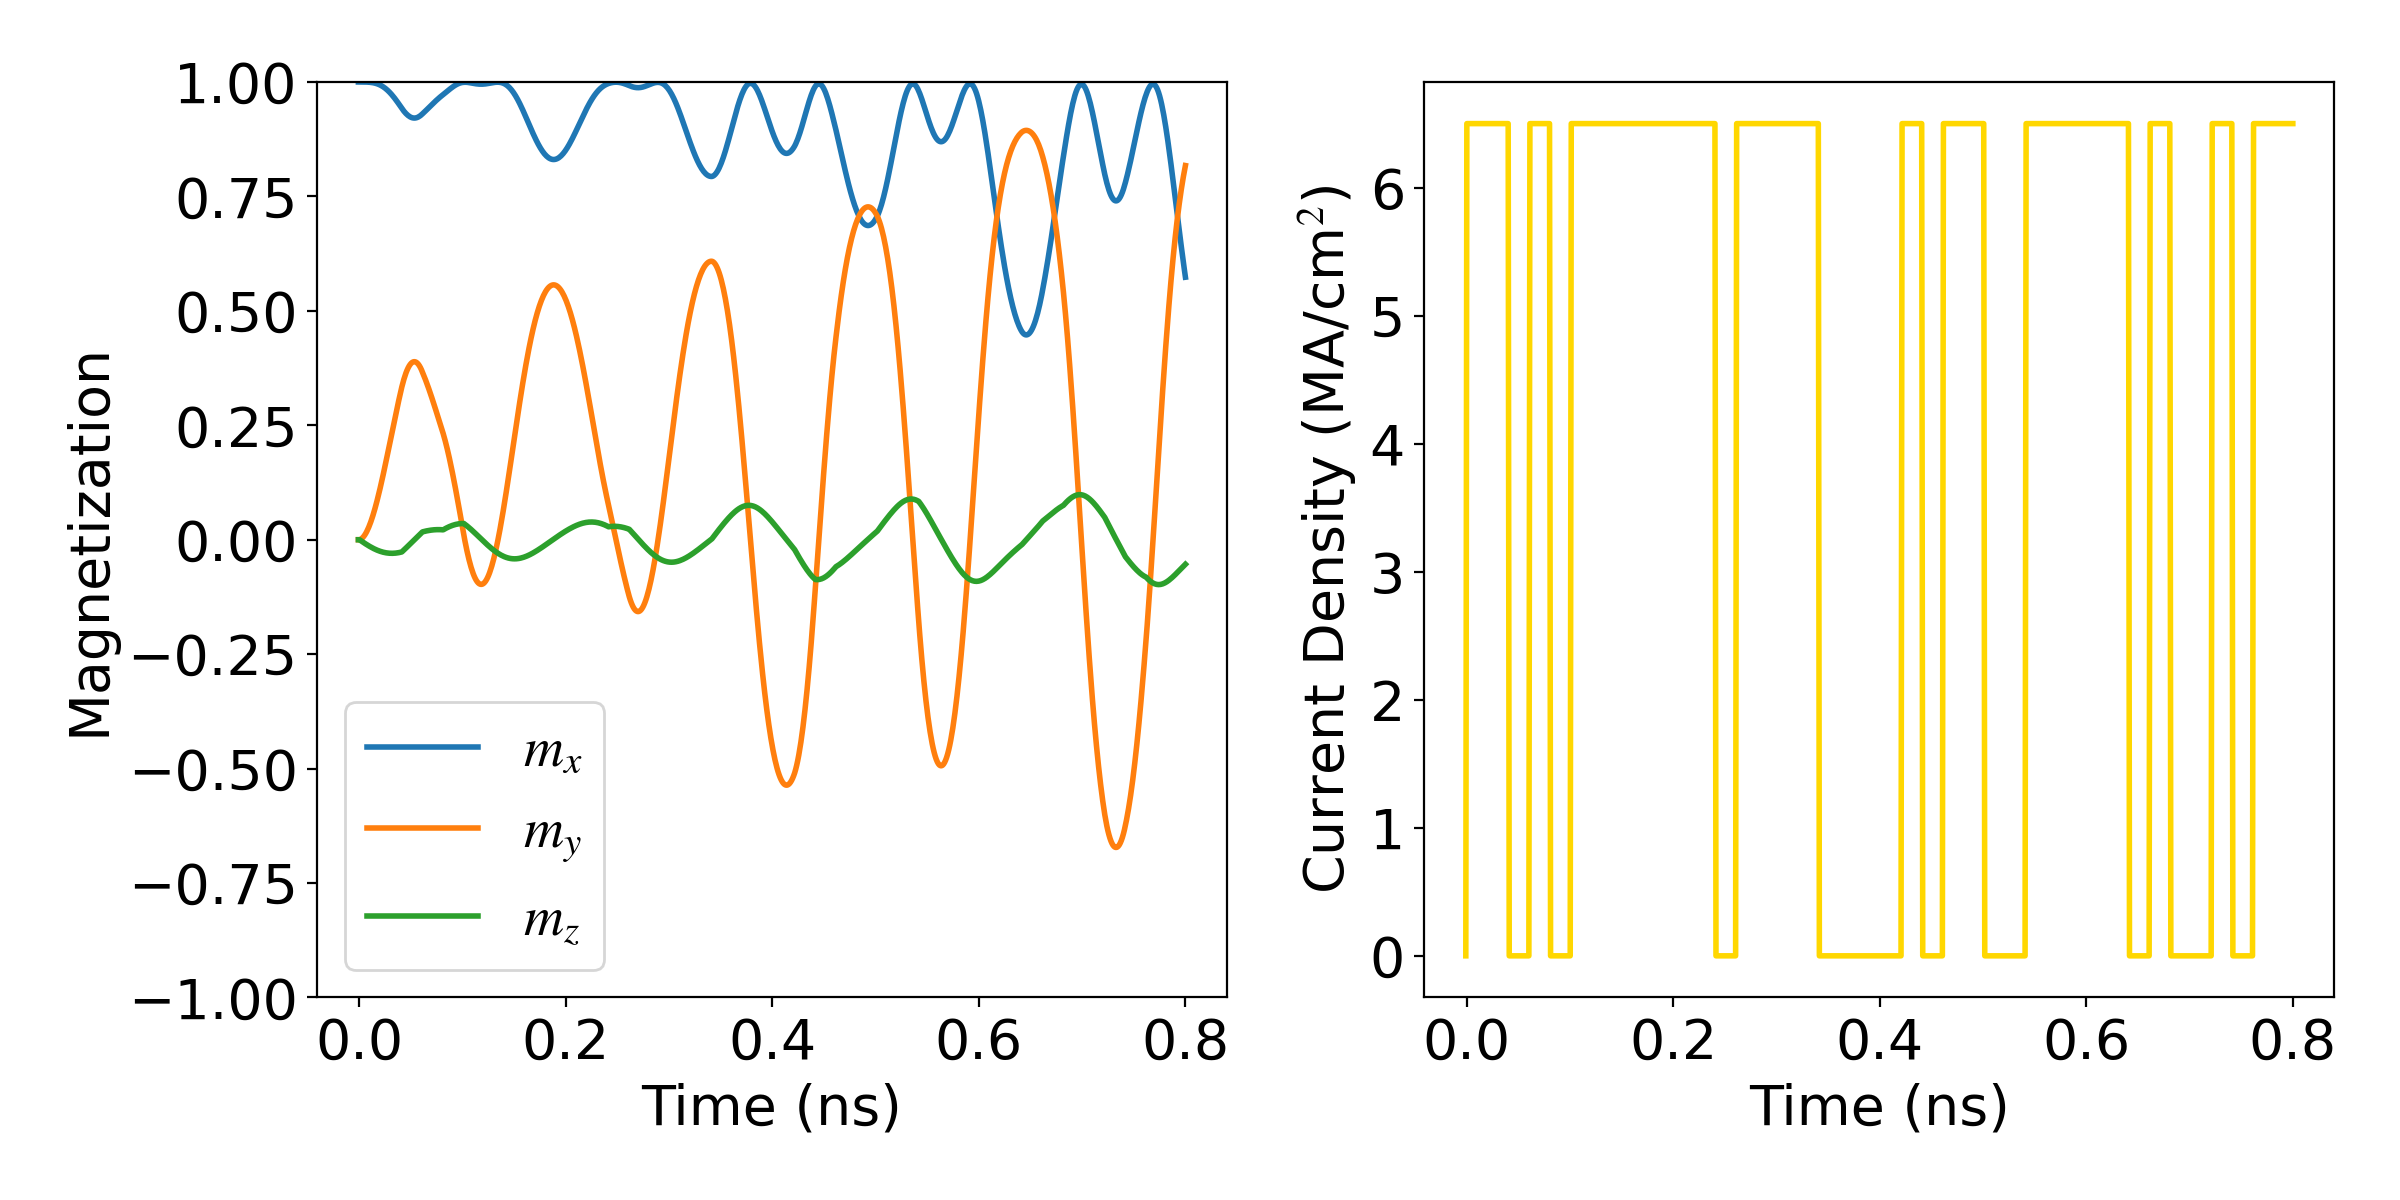 1.00
0.75
0.50
0.25
0.00
−0.25
−0.50
−0.75
−1.00
Magnetization
m_x
m_y
m_z
0.0 0.2 0.4 0.6 0.8
Time (ns)
6
5
4
3
2
1
0
Current Density (MA/cm²)
0.0 0.2 0.4 0.6 0.8
Time (ns)